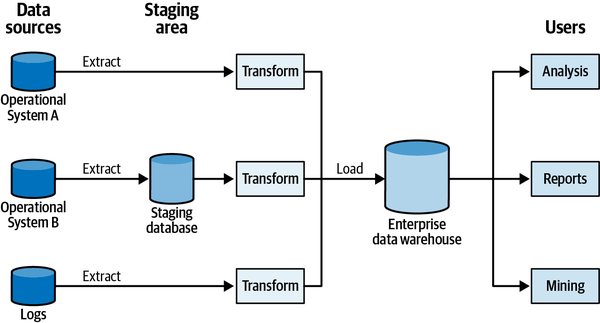 Data
sources
Staging
area
Users
Extract
Transform
Analysis
Operational
System A
Extract
Transform
Load
Reports
Operational
System B
Staging
database
Enterprise
data warehouse
Extract
Transform
Mining
Logs